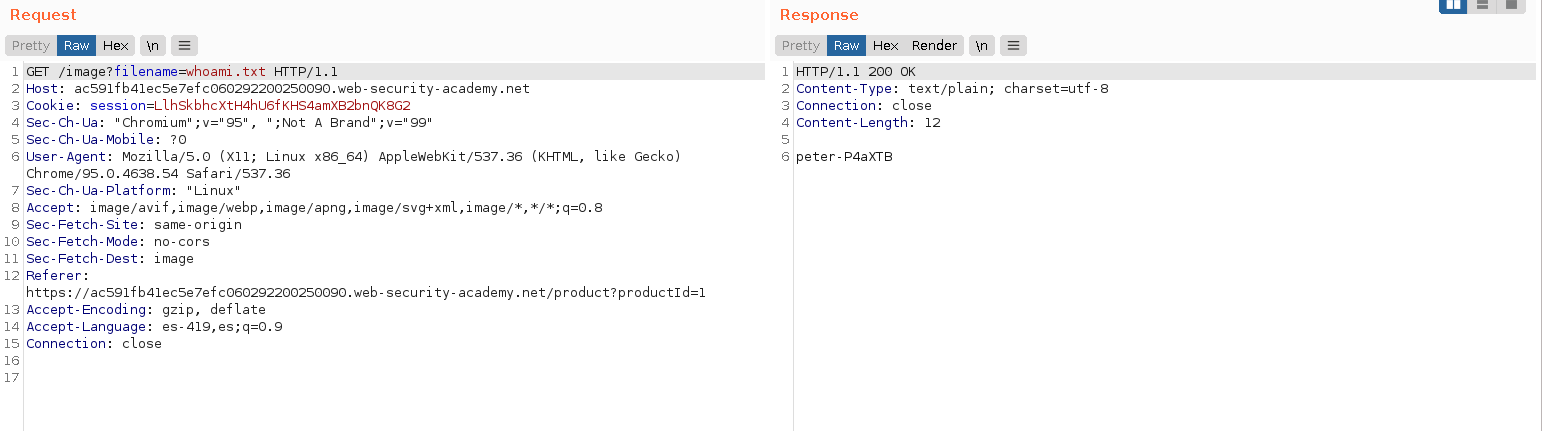 Request
Pretty Raw Hex \n
1 GET /image?filename=whoami.txt HTTP/1.1
2 Host: ac591fb41ec5e7efc060292200250090.web-security-academy.net
3 Cookie: session=LlhSkbhcXtH4hU6fKHS4amXB2bnQK8G2
4 Sec-Ch-Ua: "Chromium";v="95", ";Not A Brand";v="99"
5 Sec-Ch-Ua-Mobile: ?0
6 User-Agent: Mozilla/5.0 (X11; Linux x86_64) AppleWebKit/537.36 (KHTML, like Gecko)
Chrome/95.0.4638.54 Safari/537.36
7 Sec-Ch-Ua-Platform: "Linux"
8 Accept: image/avif,image/webp,image/apng,image/svg+xml,image/*,*/*;q=0.8
9 Sec-Fetch-Site: same-origin
10 Sec-Fetch-Mode: no-cors
11 Sec-Fetch-Dest: image
12 Referer:
https://ac591fb41ec5e7efc060292200250090.web-security-academy.net/product?productId=1
13 Accept-Encoding: gzip, deflate
14 Accept-Language: es-419,es;q=0.9
15 Connection: close
16
17
Response
Pretty Raw Hex Render \n
1 HTTP/1.1 200 OK
2 Content-Type: text/plain; charset=utf-8
3 Connection: close
4 Content-Length: 12
5
6 peter-P4aXTB